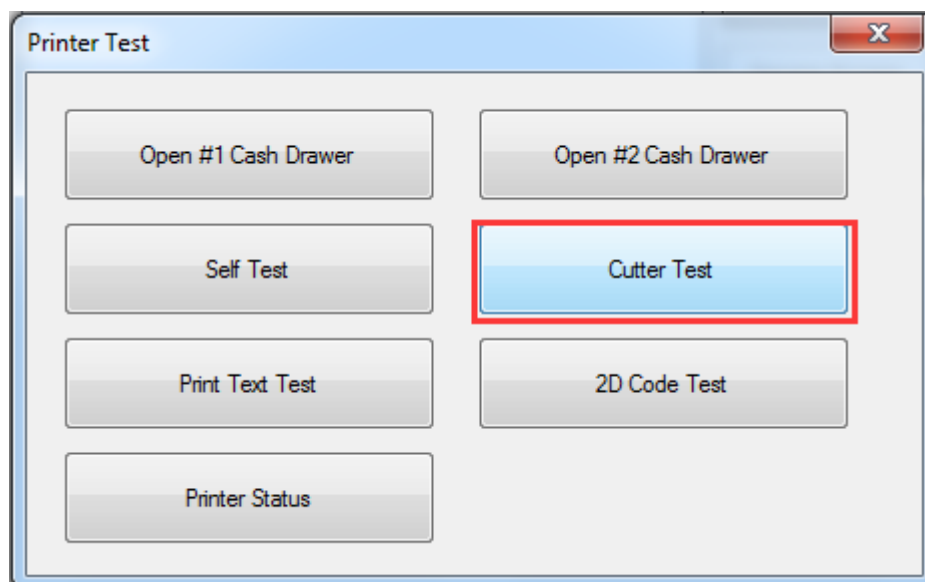 Printer Test
Open #1 Cash Drawer
Open #2 Cash Drawer
Self Test
Cutter Test
Print Text Test
2D Code Test
Printer Status